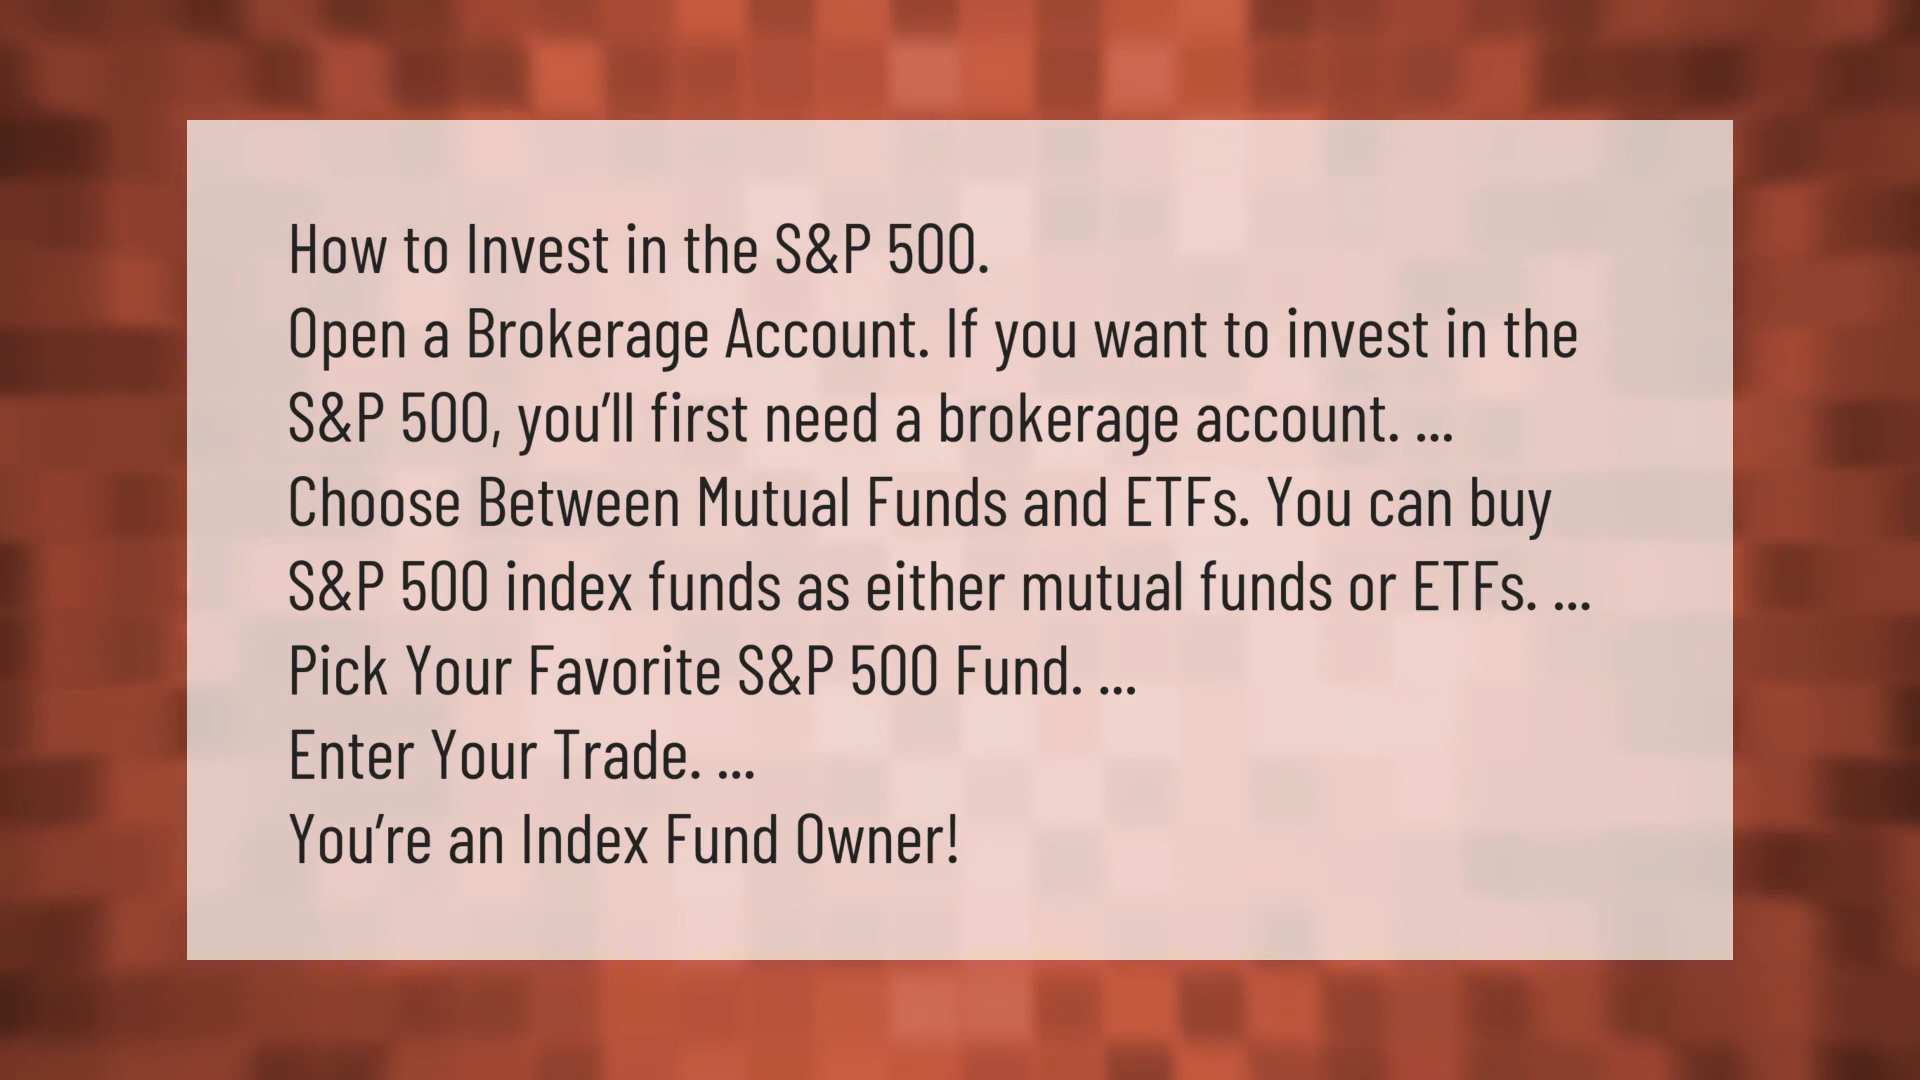 How to Invest in the S&P 500.
Open a Brokerage Account. If you want to invest in the
S&P 500, you’ll first need a brokerage account. ...
Choose Between Mutual Funds and ETFs. You can buy
S&P 500 index funds as either mutual funds or ETFs. ...
Pick Your Favorite S&P 500 Fund. ...
Enter Your Trade. ...
You’re an Index Fund Owner!